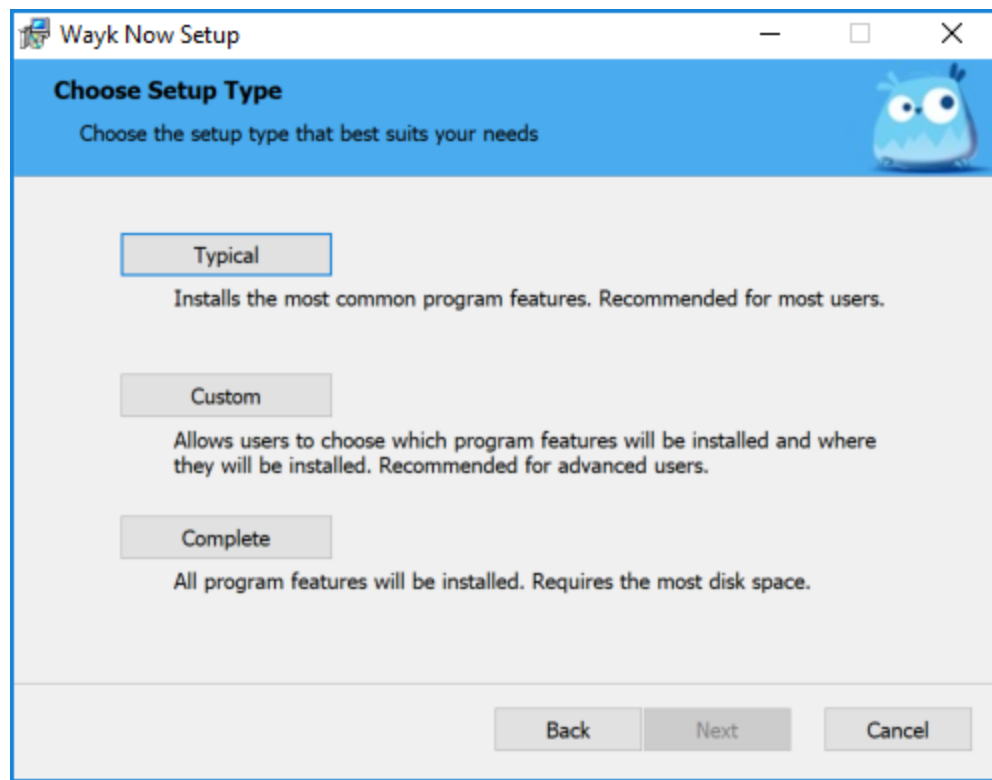 Wayk Now Setup
Choose Setup Type
Choose the setup type that best suits your needs
Typical
Installs the most common program features. Recommended for most users.
Custom
Allows users to choose which program features will be installed and where
they will be installed. Recommended for advanced users.
Complete
All program features will be installed. Requires the most disk space.
Back Next Cancel